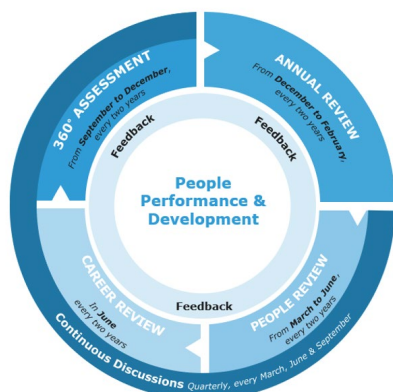 360° ASSESSMENT
From September to December,
every two years
Feedback
ANNUAL REVIEW
From December to February,
every two years
Feedback
People
Performance &
Development
CAREER REVIEW
In June
every two years
Feedback
PEOPLE REVIEW
From March to June,
every two years
Continuous Discussions Quarterly, every March, June & September